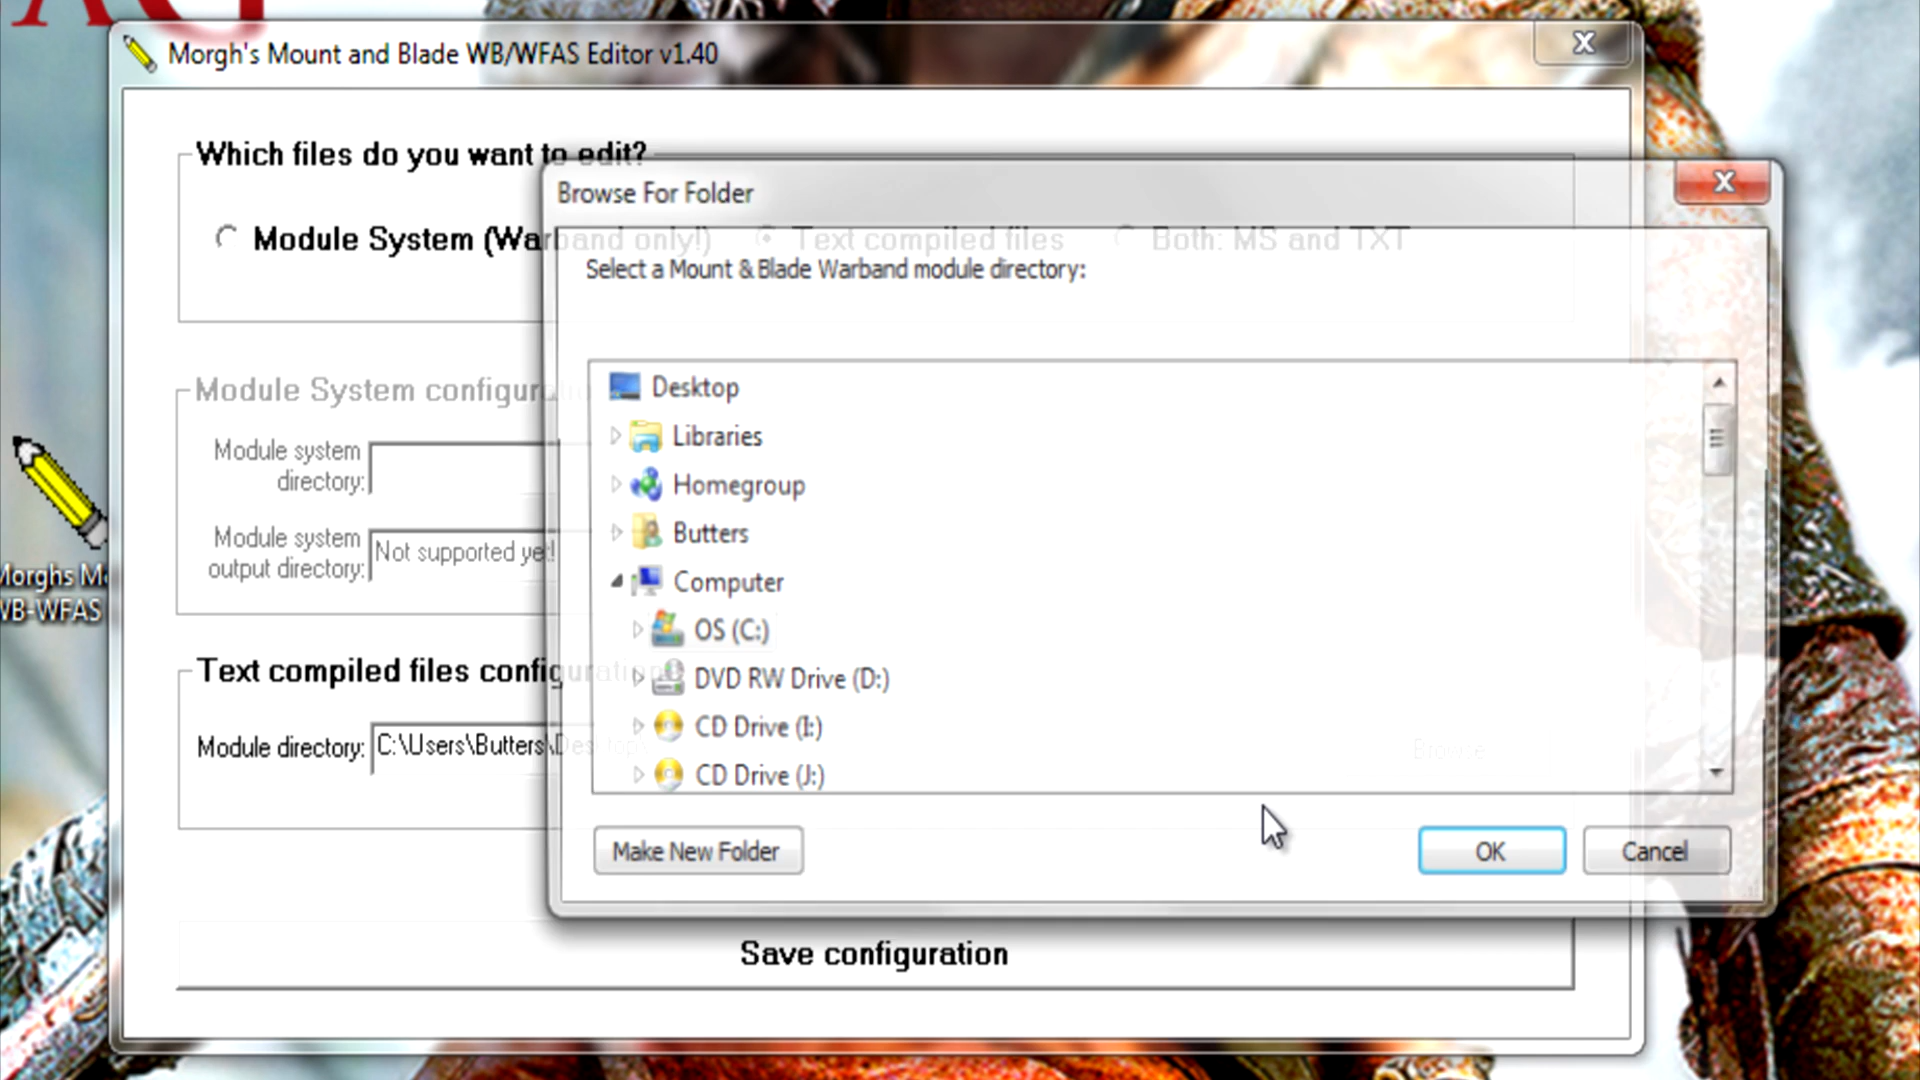 Morgh's Mount and Blade WB/WFAS Editor v1.40
X
Which files do you want to edit?
Browse For Folder
X
Module System (Warband only!)
Text compiled files
Both: MS and TXT
Select a Mount & Blade Warband module directory:
Desktop
Module System
Libraries
Module system
directory:
Homegroup
Butters
Module system
output directory:
Not supported yet!
Computer
WB-WFAS
OS (C:)
Text compiled files
DVD RW Drive (D:)
CD Drive (I:)
Module directory:
C:\Users\Butters\Desktop\
Browse
CD Drive (J:)
Make New Folder
OK
Cancel
Save configuration